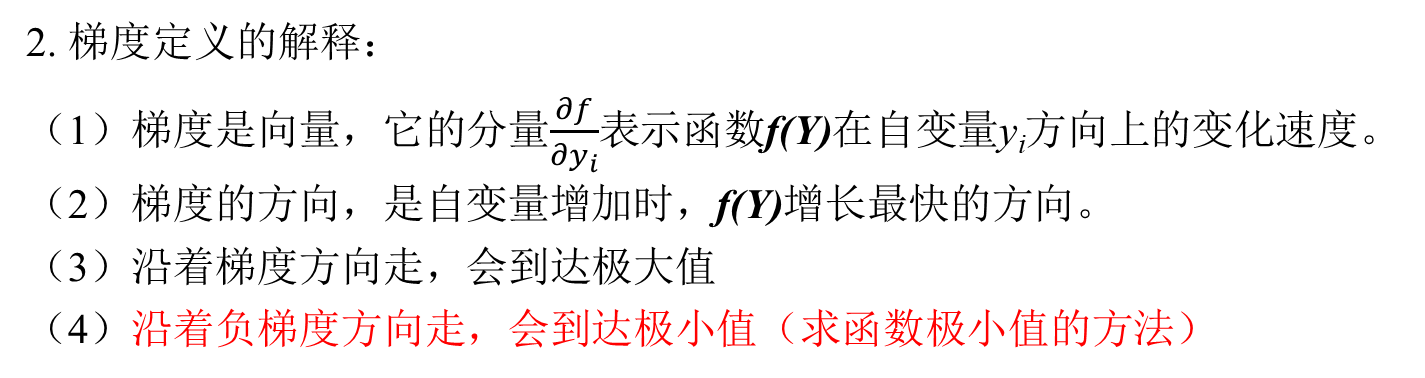 2. 梯度定义的解释：
（1）梯度是向量，它的分量∂f/∂yᵢ表示函数f(Y)在自变量yᵢ方向上的变化速度。
（2）梯度的方向，是自变量增加时，f(Y)增长最快的方向。
（3）沿着梯度方向走，会到达极大值
（4）沿着负梯度方向走，会到达极小值（求函数极小值的方法）